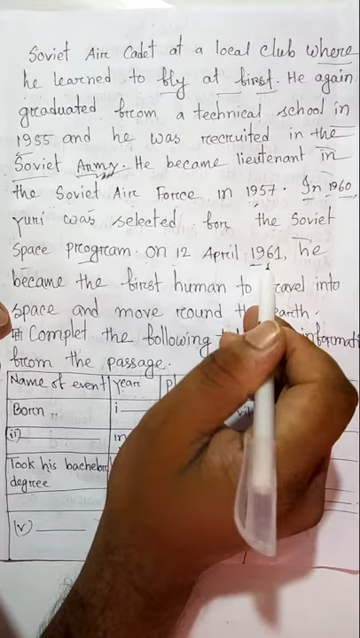 Soviet Air Cadet at a local club where
he learned to fly at first. He again
graduated from a technical school in
1955 and he was recruited in the
Soviet Army. He became lieutenant in
the Soviet Air Force in 1957. In 1960,
yuri was selected for the Soviet
space program. on 12 April 1961, he
became the first human to travel into
space and move round the earth.
Complet the following informati
from the passage.
Name of event year
Born i
(ii) in
Took his bachelor
degree
(v)